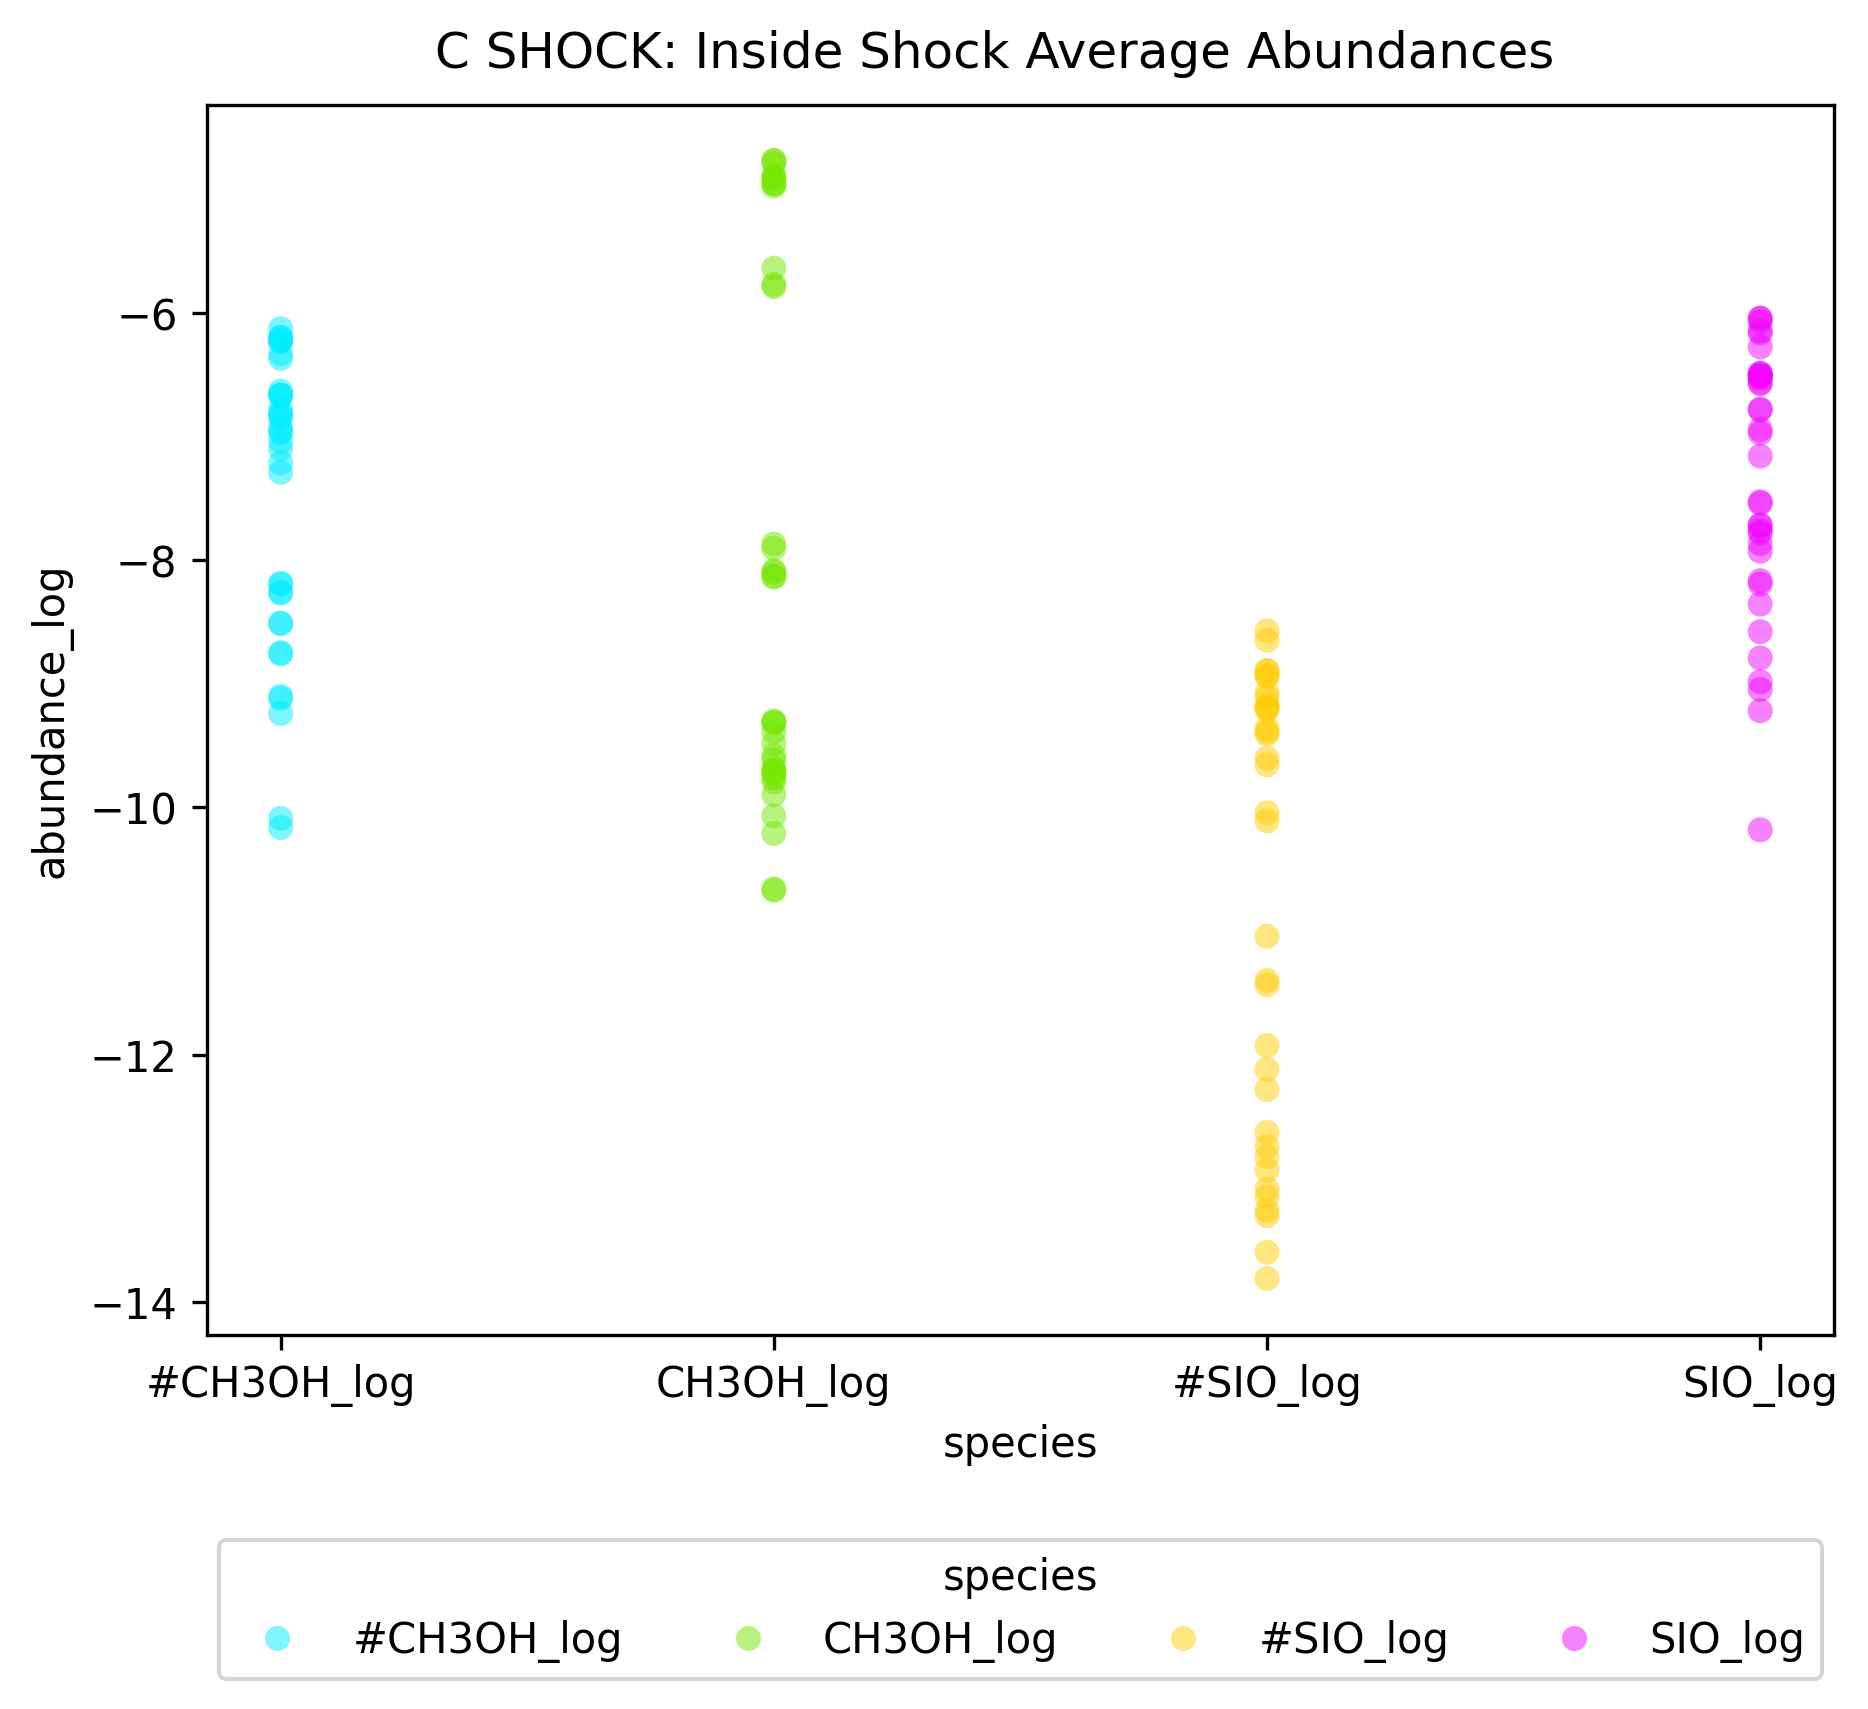 C SHOCK: Inside Shock Average Abundances
abundance_log
−6
−8
−10
−12
−14
#CH3OH_log CH3OH_log #SIO_log SIO_log
species
species
#CH3OH_log CH3OH_log #SIO_log SIO_log